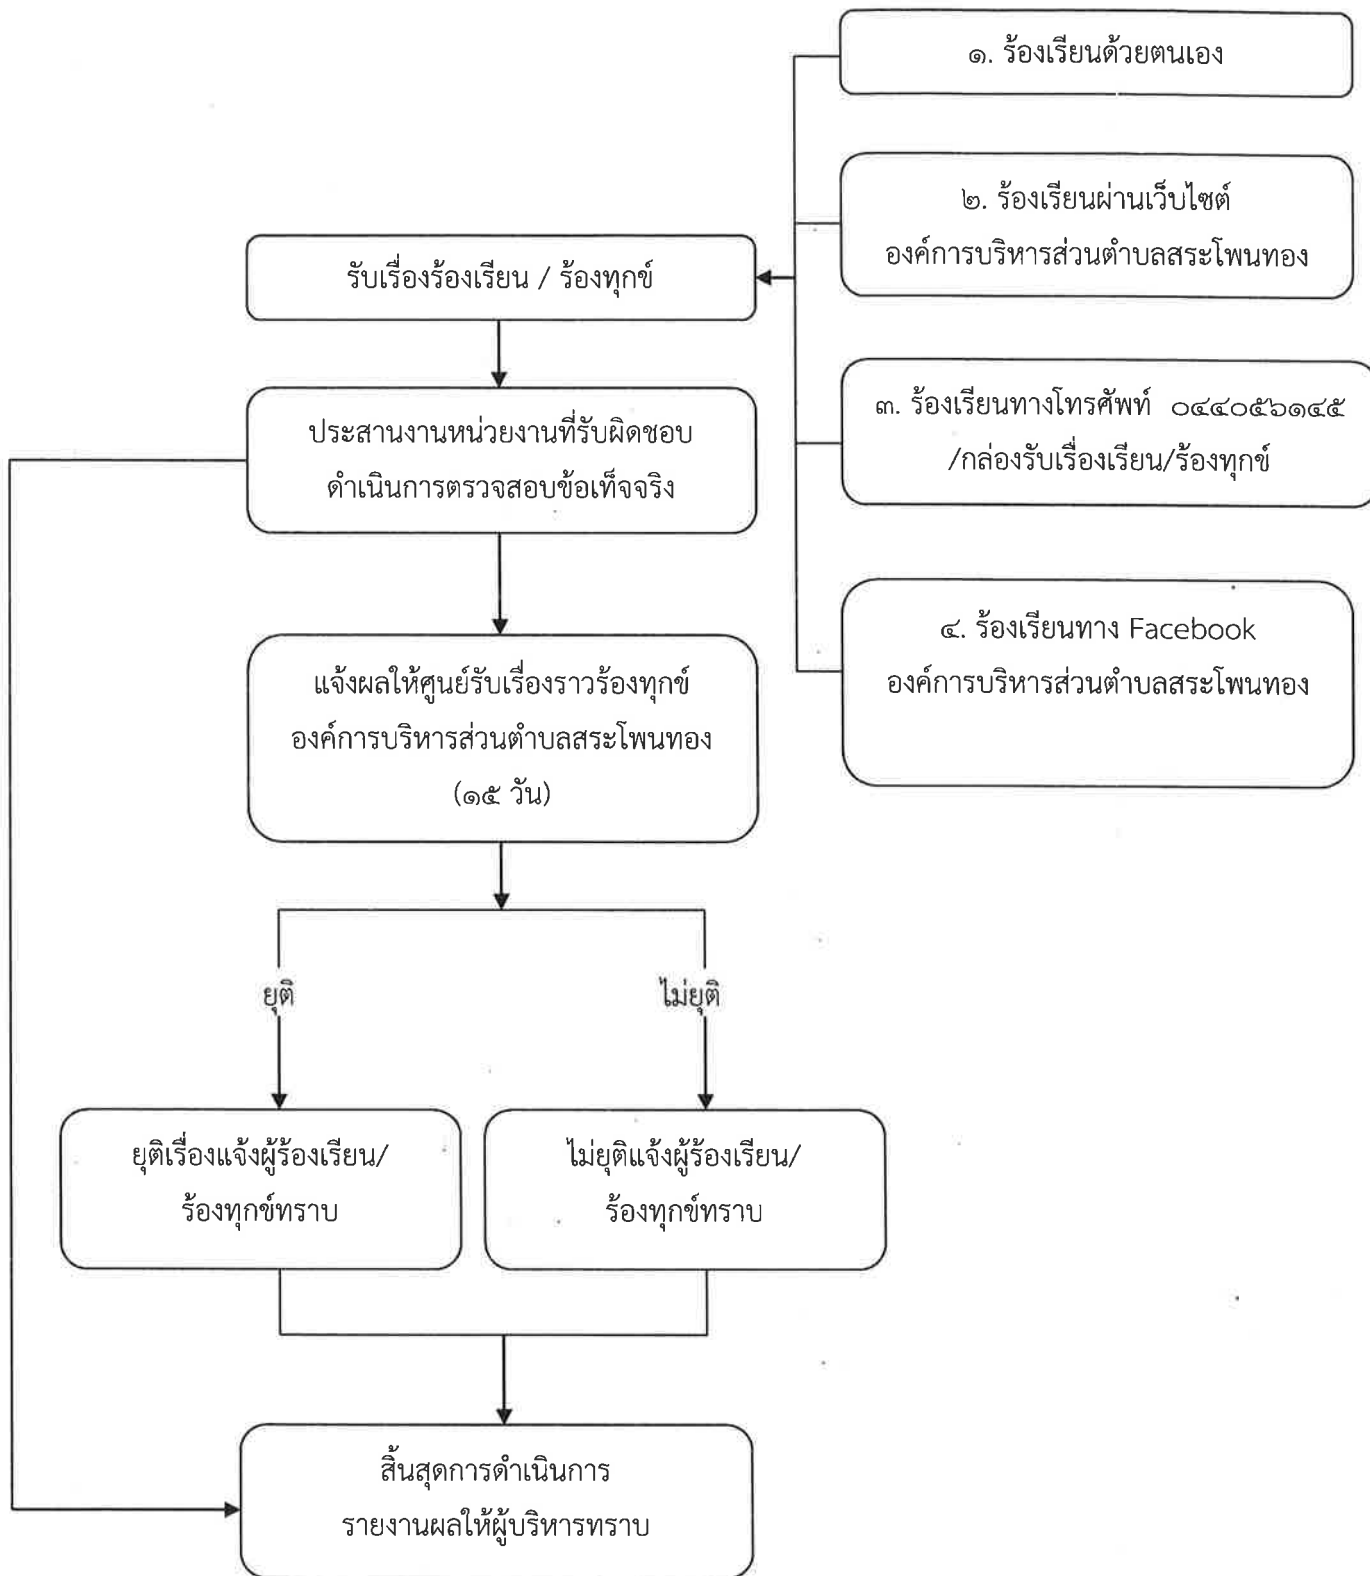 ๑. ร้องเรียนด้วยตนเอง
๒. ร้องเรียนผ่านเว็บไซต์
องค์การบริหารส่วนตำบลสระโพนทอง
รับเรื่องร้องเรียน / ร้องทุกข์
๓. ร้องเรียนทางโทรศัพท์ ๐๔๔๐๕๖๑๔๕
/กล่องรับเรื่องเรียน/ร้องทุกข์
ประสานงานหน่วยงานที่รับผิดชอบ
ดำเนินการตรวจสอบข้อเท็จจริง
๔. ร้องเรียนทาง Facebook
องค์การบริหารส่วนตำบลสระโพนทอง
แจ้งผลให้ศูนย์รับเรื่องราวร้องทุกข์
องค์การบริหารส่วนตำบลสระโพนทอง
(๑๕ วัน)
ยุติ
ไม่ยุติ
ยุติเรื่องแจ้งผู้ร้องเรียน/
ร้องทุกข์ทราบ
ไม่ยุติแจ้งผู้ร้องเรียน/
ร้องทุกข์ทราบ
สิ้นสุดการดำเนินการ
รายงานผลให้ผู้บริหารทราบ